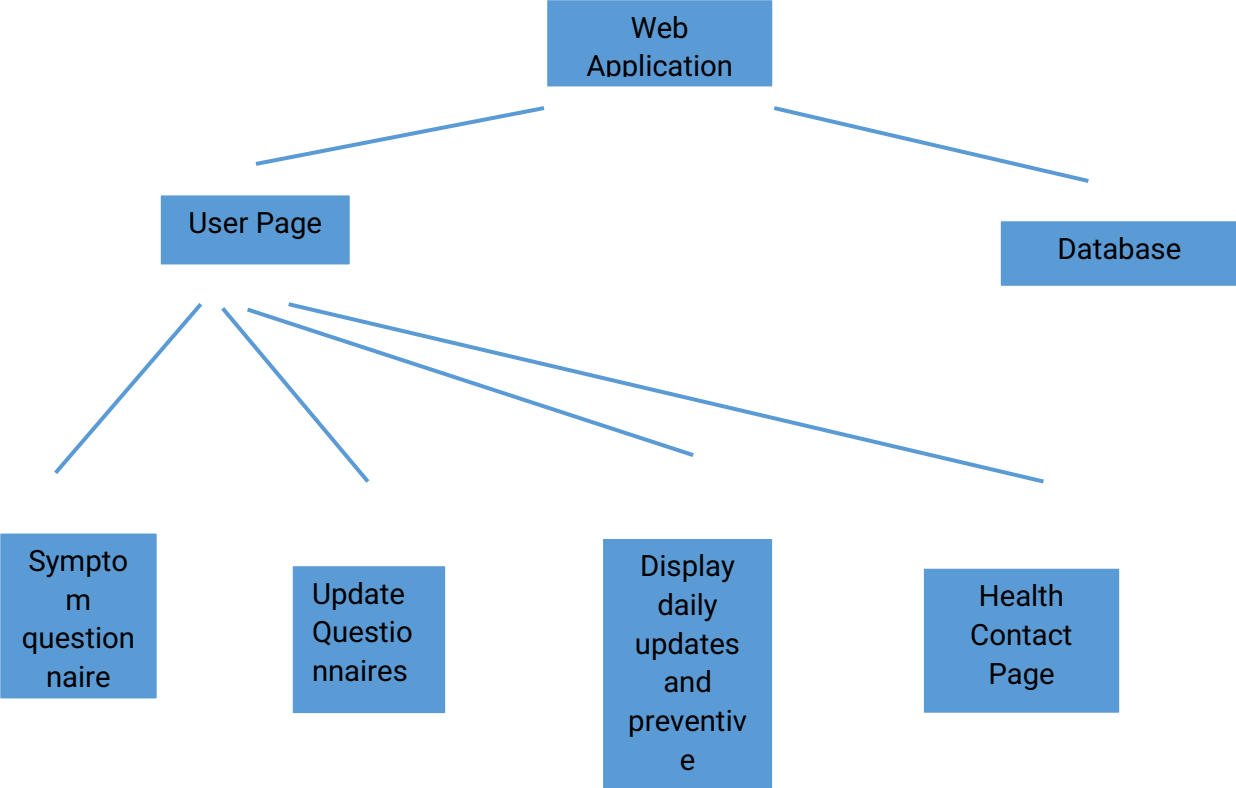 Web
Application
User Page
Database
Sympto
m
question
naire
Update
Questio
nnaires
Display
daily
updates
and
preventiv
e
Health
Contact
Page